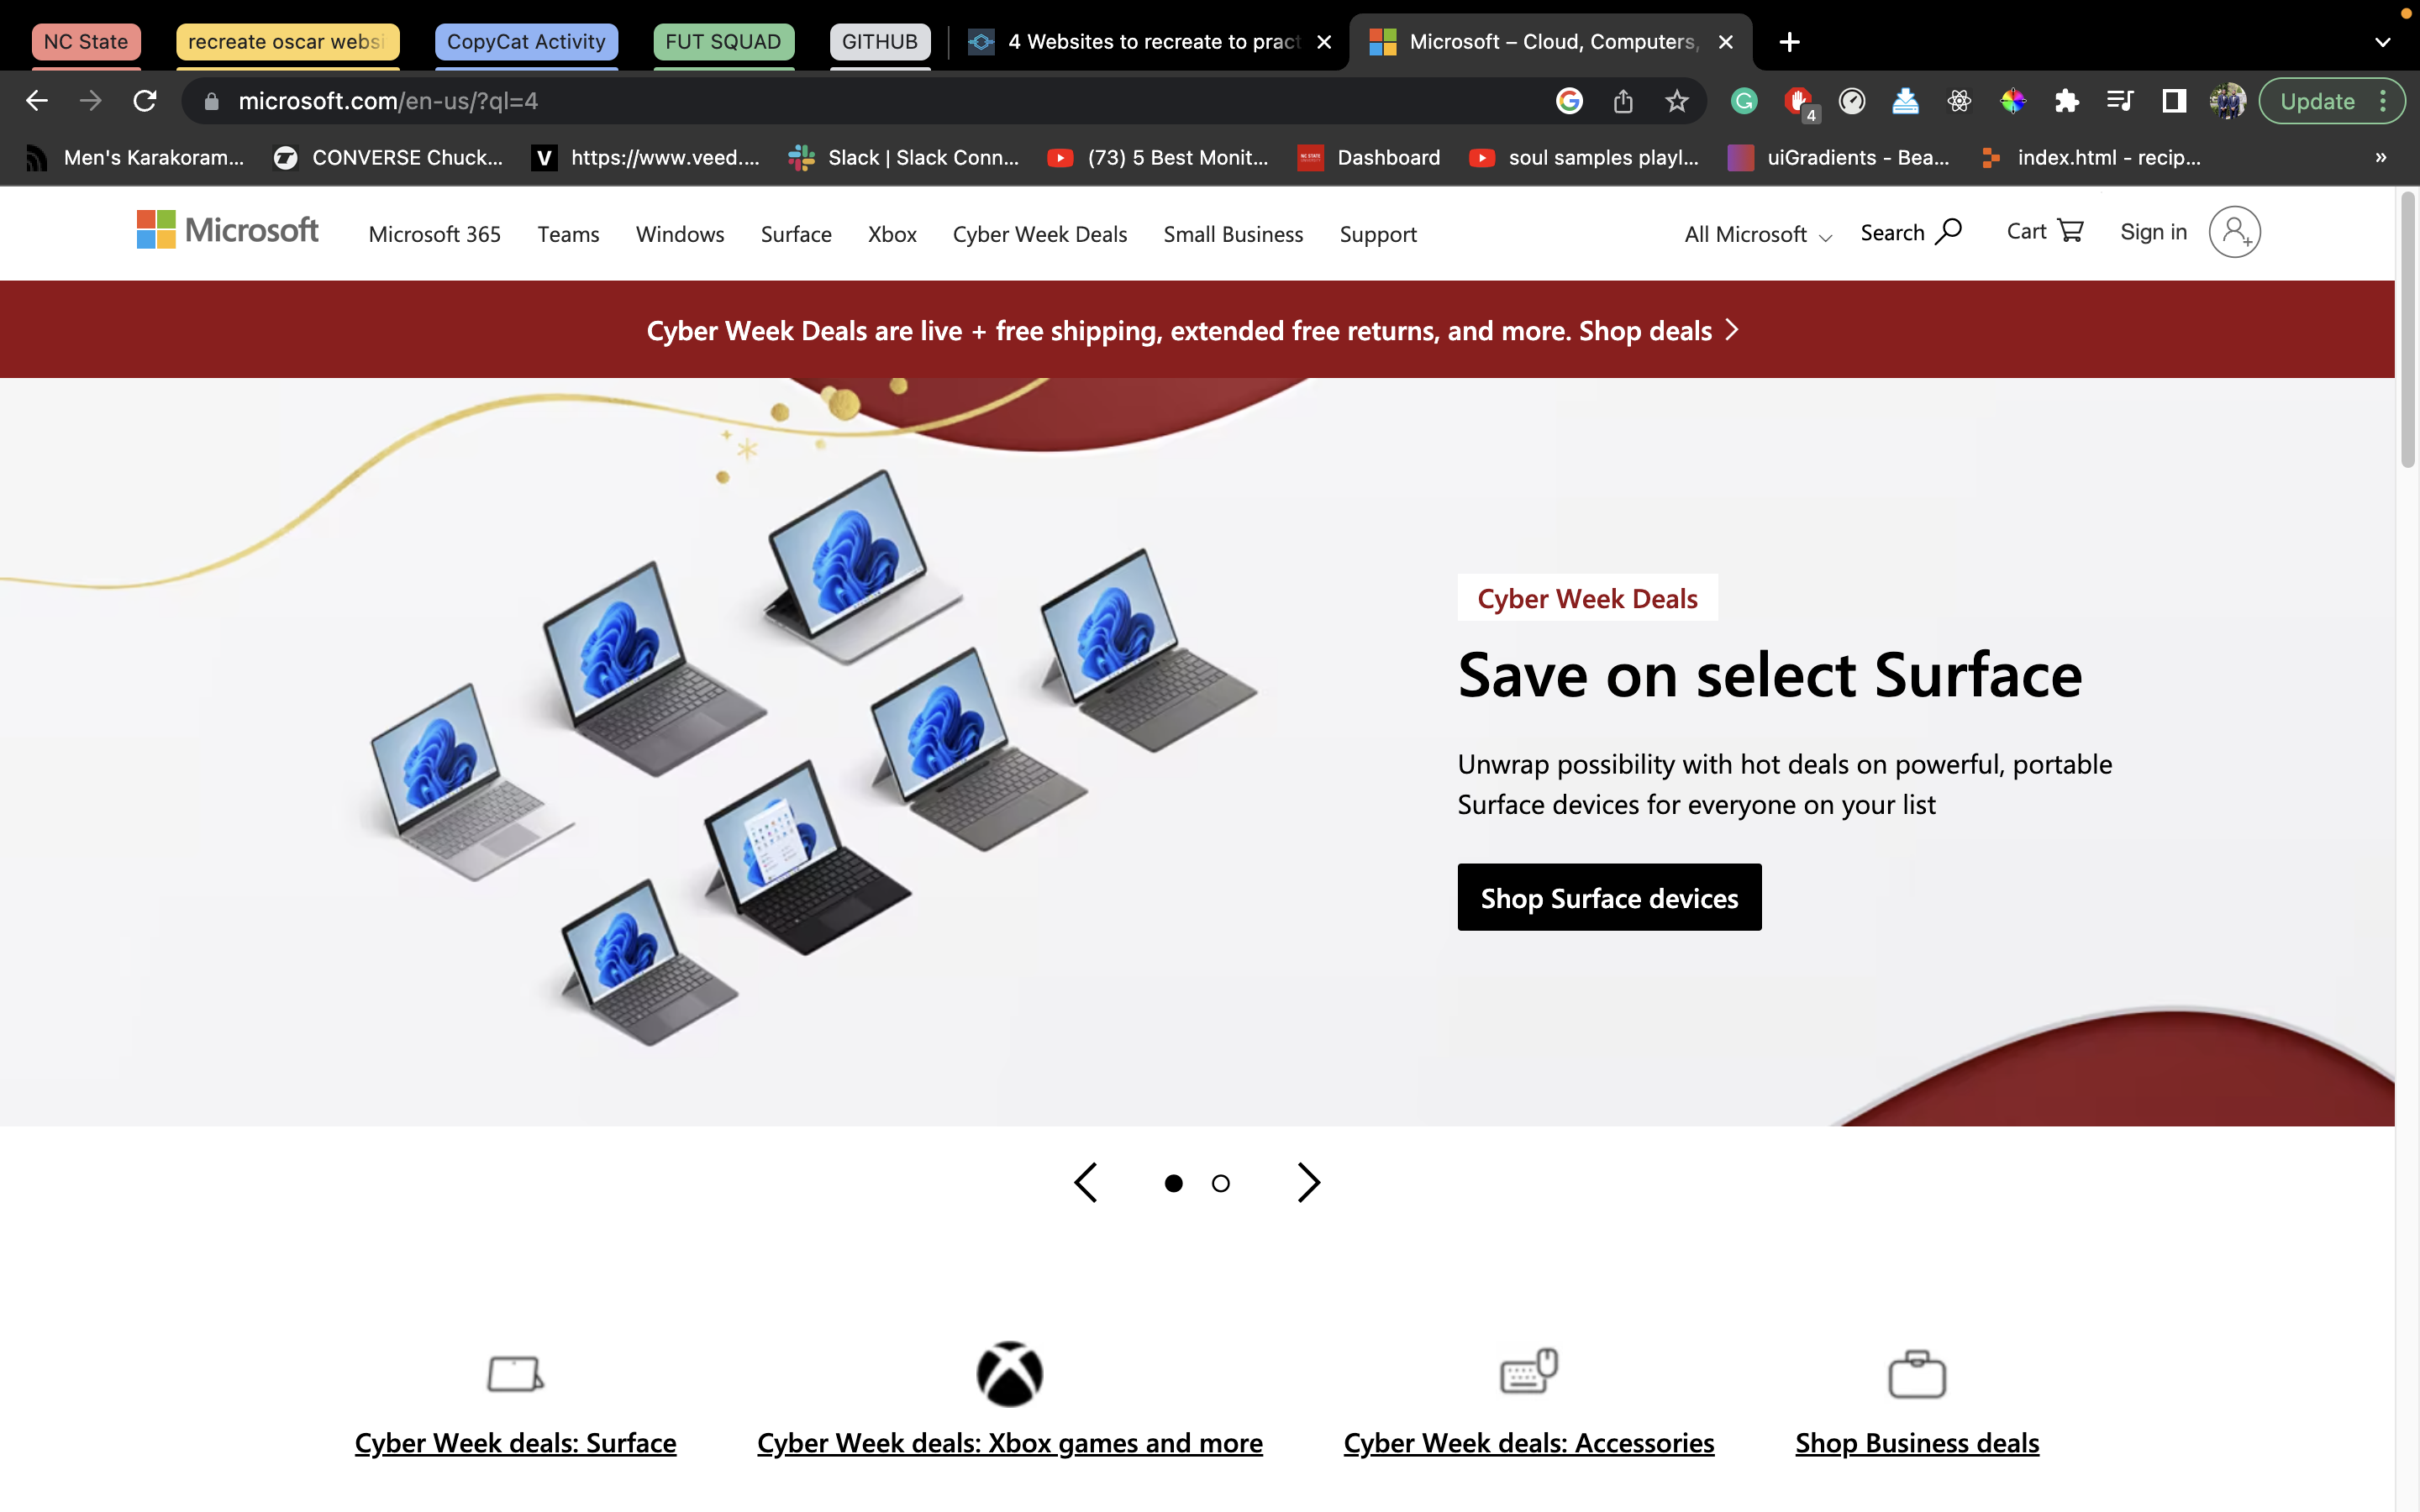 NC State
recreate oscar websi
CopyCat Activity
FUT SQUAD
GITHUB
4 Websites to recreate to pract
Microsoft – Cloud, Computers,
microsoft.com/en-us/?ql=4
4
Update
Men's Karakoram...
CONVERSE Chuck...
https://www.veed....
Slack | Slack Conn...
(73) 5 Best Monit...
Dashboard
soul samples playl...
uiGradients - Bea...
index.html - recip...
»
Microsoft
Microsoft 365
Teams
Windows
Surface
Xbox
Cyber Week Deals
Small Business
Support
All Microsoft
Search
Cart
Sign in
Cyber Week Deals are live + free shipping, extended free returns, and more. Shop deals
Cyber Week Deals
Save on select Surface
Unwrap possibility with hot deals on powerful, portable
Surface devices for everyone on your list
Shop Surface devices
Cyber Week deals: Surface
Cyber Week deals: Xbox games and more
Cyber Week deals: Accessories
Shop Business deals